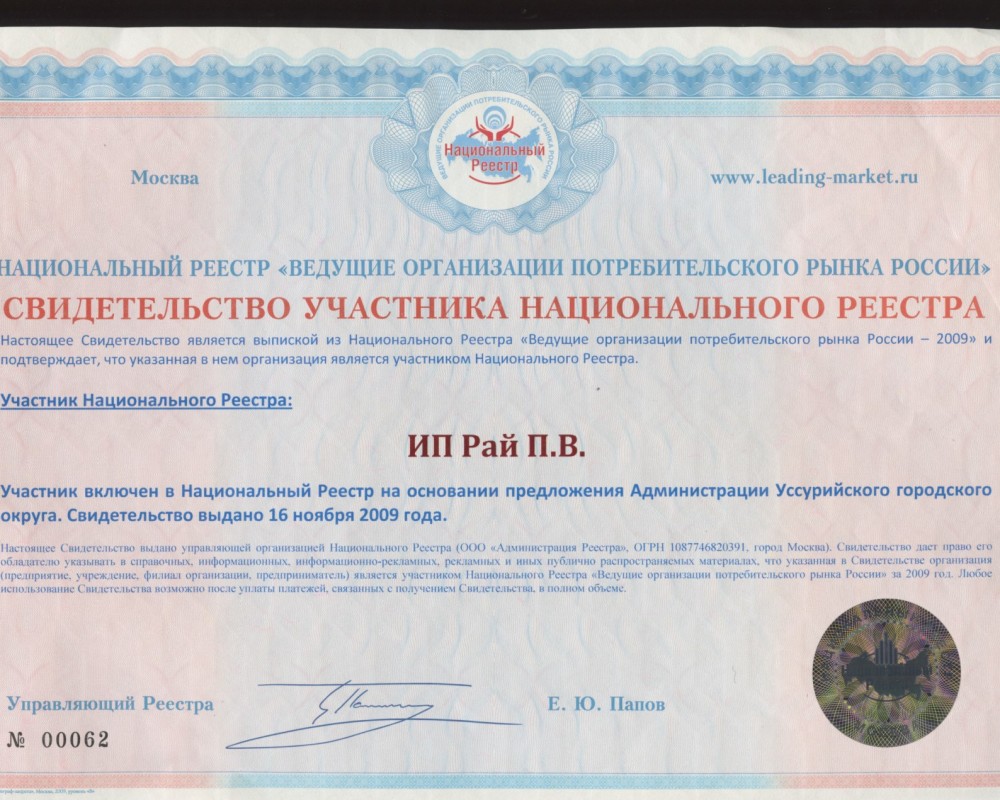 ВЕДУЩИЕ ОРГАНИЗАЦИИ ПОТРЕБИТЕЛЬСКОГО РЫНКА РОССИИ
Национальный
Реестр
Москва
www.leading-market.ru
НАЦИОНАЛЬНЫЙ РЕЕСТР «ВЕДУЩИЕ ОРГАНИЗАЦИИ ПОТРЕБИТЕЛЬСКОГО РЫНКА РОССИИ»
СВИДЕТЕЛЬСТВО УЧАСТНИКА НАЦИОНАЛЬНОГО РЕЕСТРА
Настоящее Свидетельство является выпиской из Национального Реестра «Ведущие организации потребительского рынка России – 2009» и
подтверждает, что указанная в нем организация является участником Национального Реестра.
Участник Национального Реестра:
ИП Рай П.В.
Участник включен в Национальный Реестр на основании предложения Администрации Уссурийского городского
округа. Свидетельство выдано 16 ноября 2009 года.
Настоящее Свидетельство выдано управляющей организацией Национального Реестра (ООО «Администрация Реестра», ОГРН 1087746820391, город Москва). Свидетельство дает право его
обладателю указывать в справочных, информационных, информационно-рекламных, рекламных и иных публично распространяемых материалах, что указанная в Свидетельстве организация
(предприятие, учреждение, филиал организации, предприниматель) является участником Национального Реестра «Ведущие организации потребительского рынка России» за 2009 год. Любое
использование Свидетельства возможно после уплаты платежей, связанных с получением Свидетельства, в полном объеме.
Управляющий Реестра
Е. Ю. Папов
№ 00062